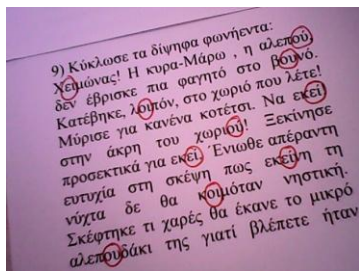 9) Κύκλωσε τα δίψηφα φωνήεντα:
Χειμώνας! Η κυρα-Μάρω , η αλεπού,
δεν έβρισκε πια φαγητό στο βουνό.
Κατέβηκε, λοιπόν, στο χωριό που λέτε!
Μύρισε για κανένα κοτέτσι. Να εκεί
στην άκρη του χωριού! Ξεκίνησε
προσεκτικά για εκεί. Ένιωθε απέραντη
ευτυχία στη σκέψη πως εκείνη τη
νύχτα δε θα κοιμόταν νηστική.
Σκέφτηκε τι χαρές θα έκανε το μικρό
αλεπουδάκι της γιατί βλέπετε ήταν